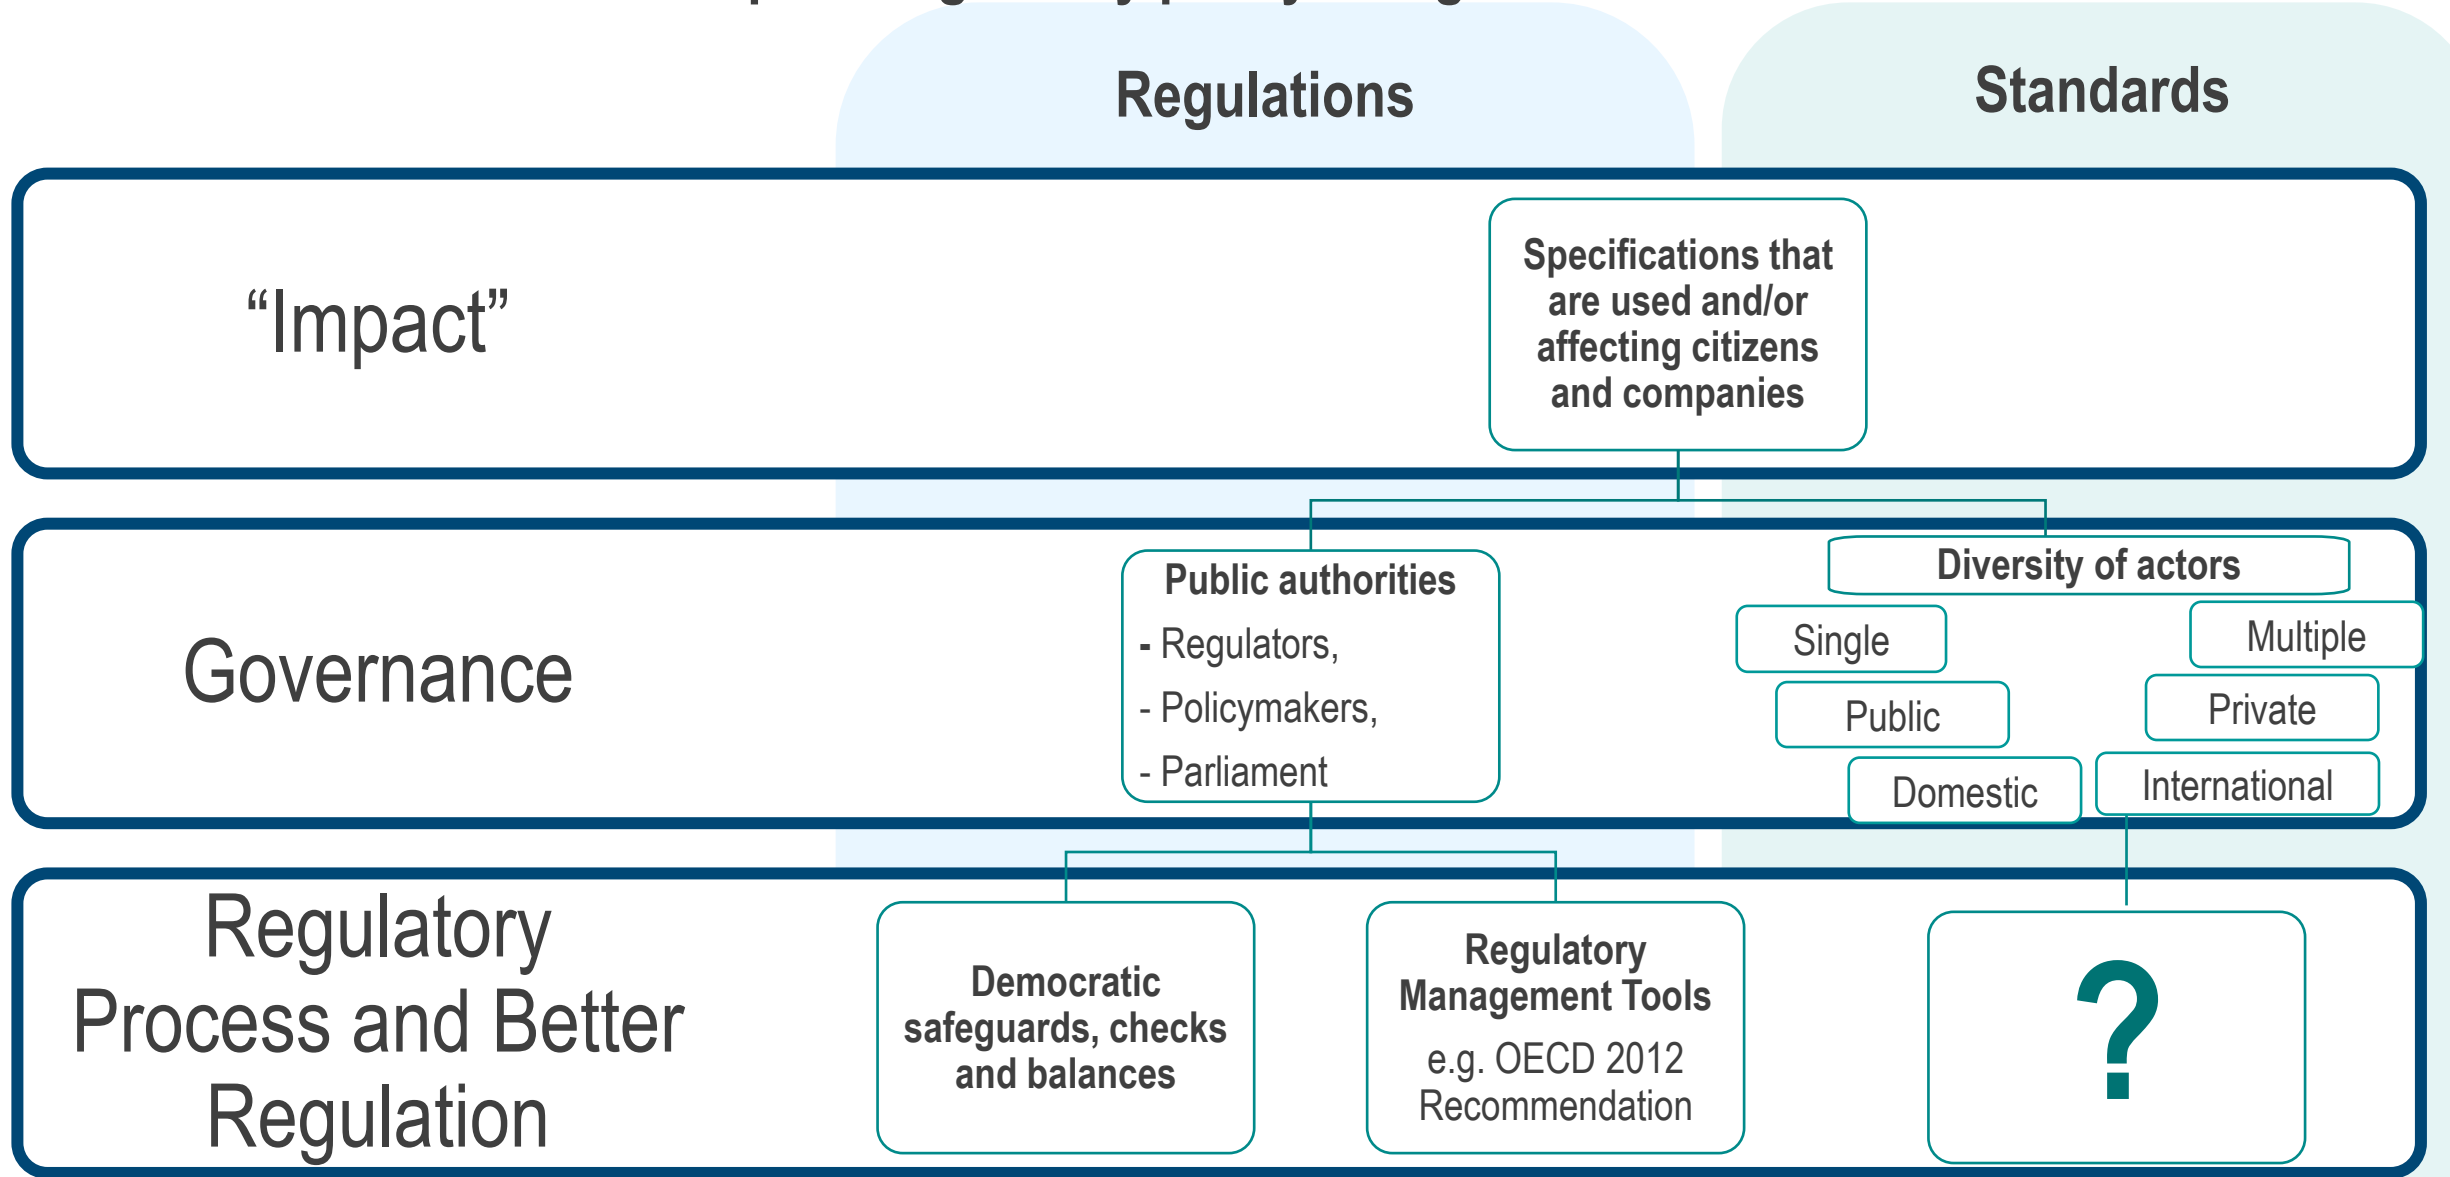 Regulations
Standards
“Impact”
Specifications that
are used and/or
affecting citizens
and companies
Governance
Public authorities
- Regulators,
- Policymakers,
- Parliament
Diversity of actors
Single
Multiple
Public
Private
Domestic
International
Regulatory
Process and Better
Regulation
Democratic
safeguards, checks
and balances
Regulatory
Management Tools
e.g. OECD 2012
Recommendation
?